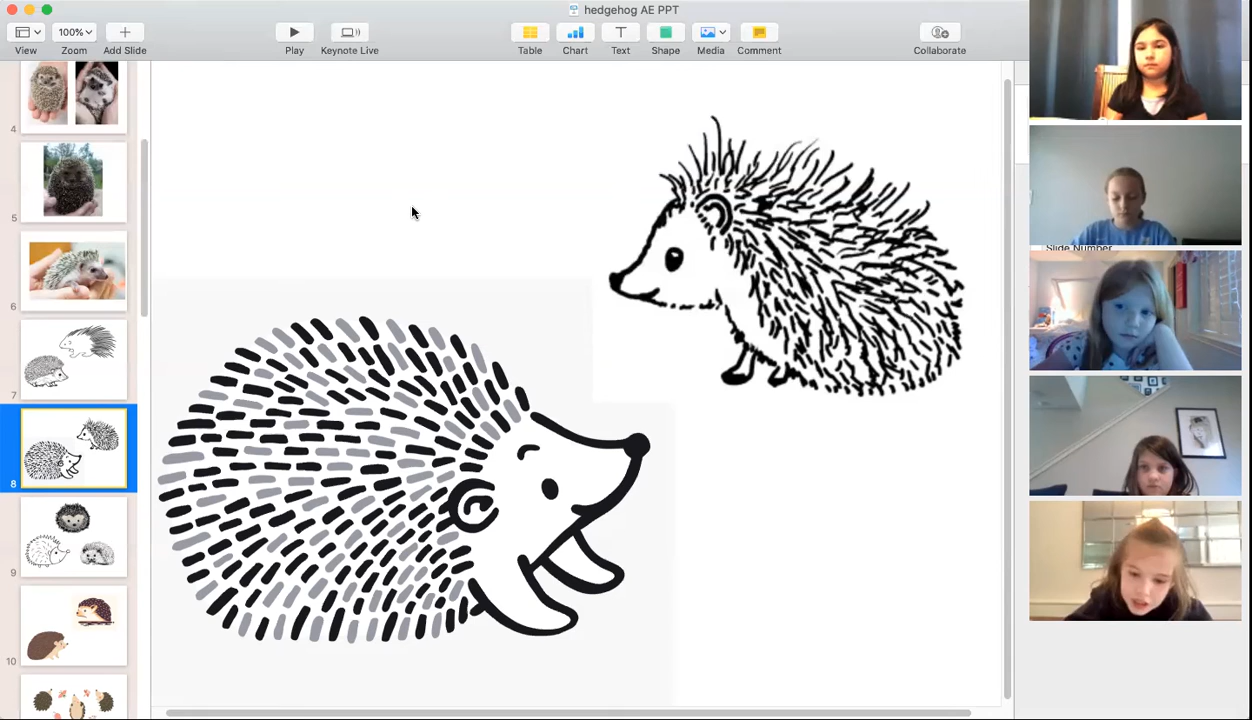 hedgehog AE PPT
100%
View
Zoom
Add Slide
Play
Keynote Live
Table
Chart
Text
Shape
Media
Comment
Collaborate
4
5
6
7
8
9
10
Slide Number